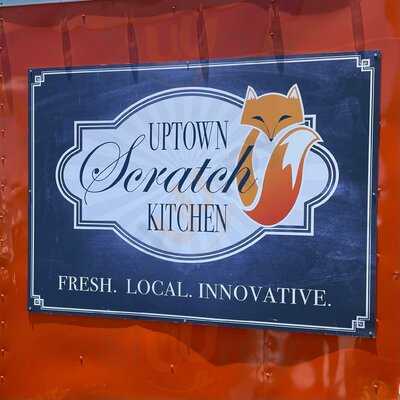 UPTOWN
Scratch
KITCHEN
FRESH. LOCAL. INNOVATIVE.